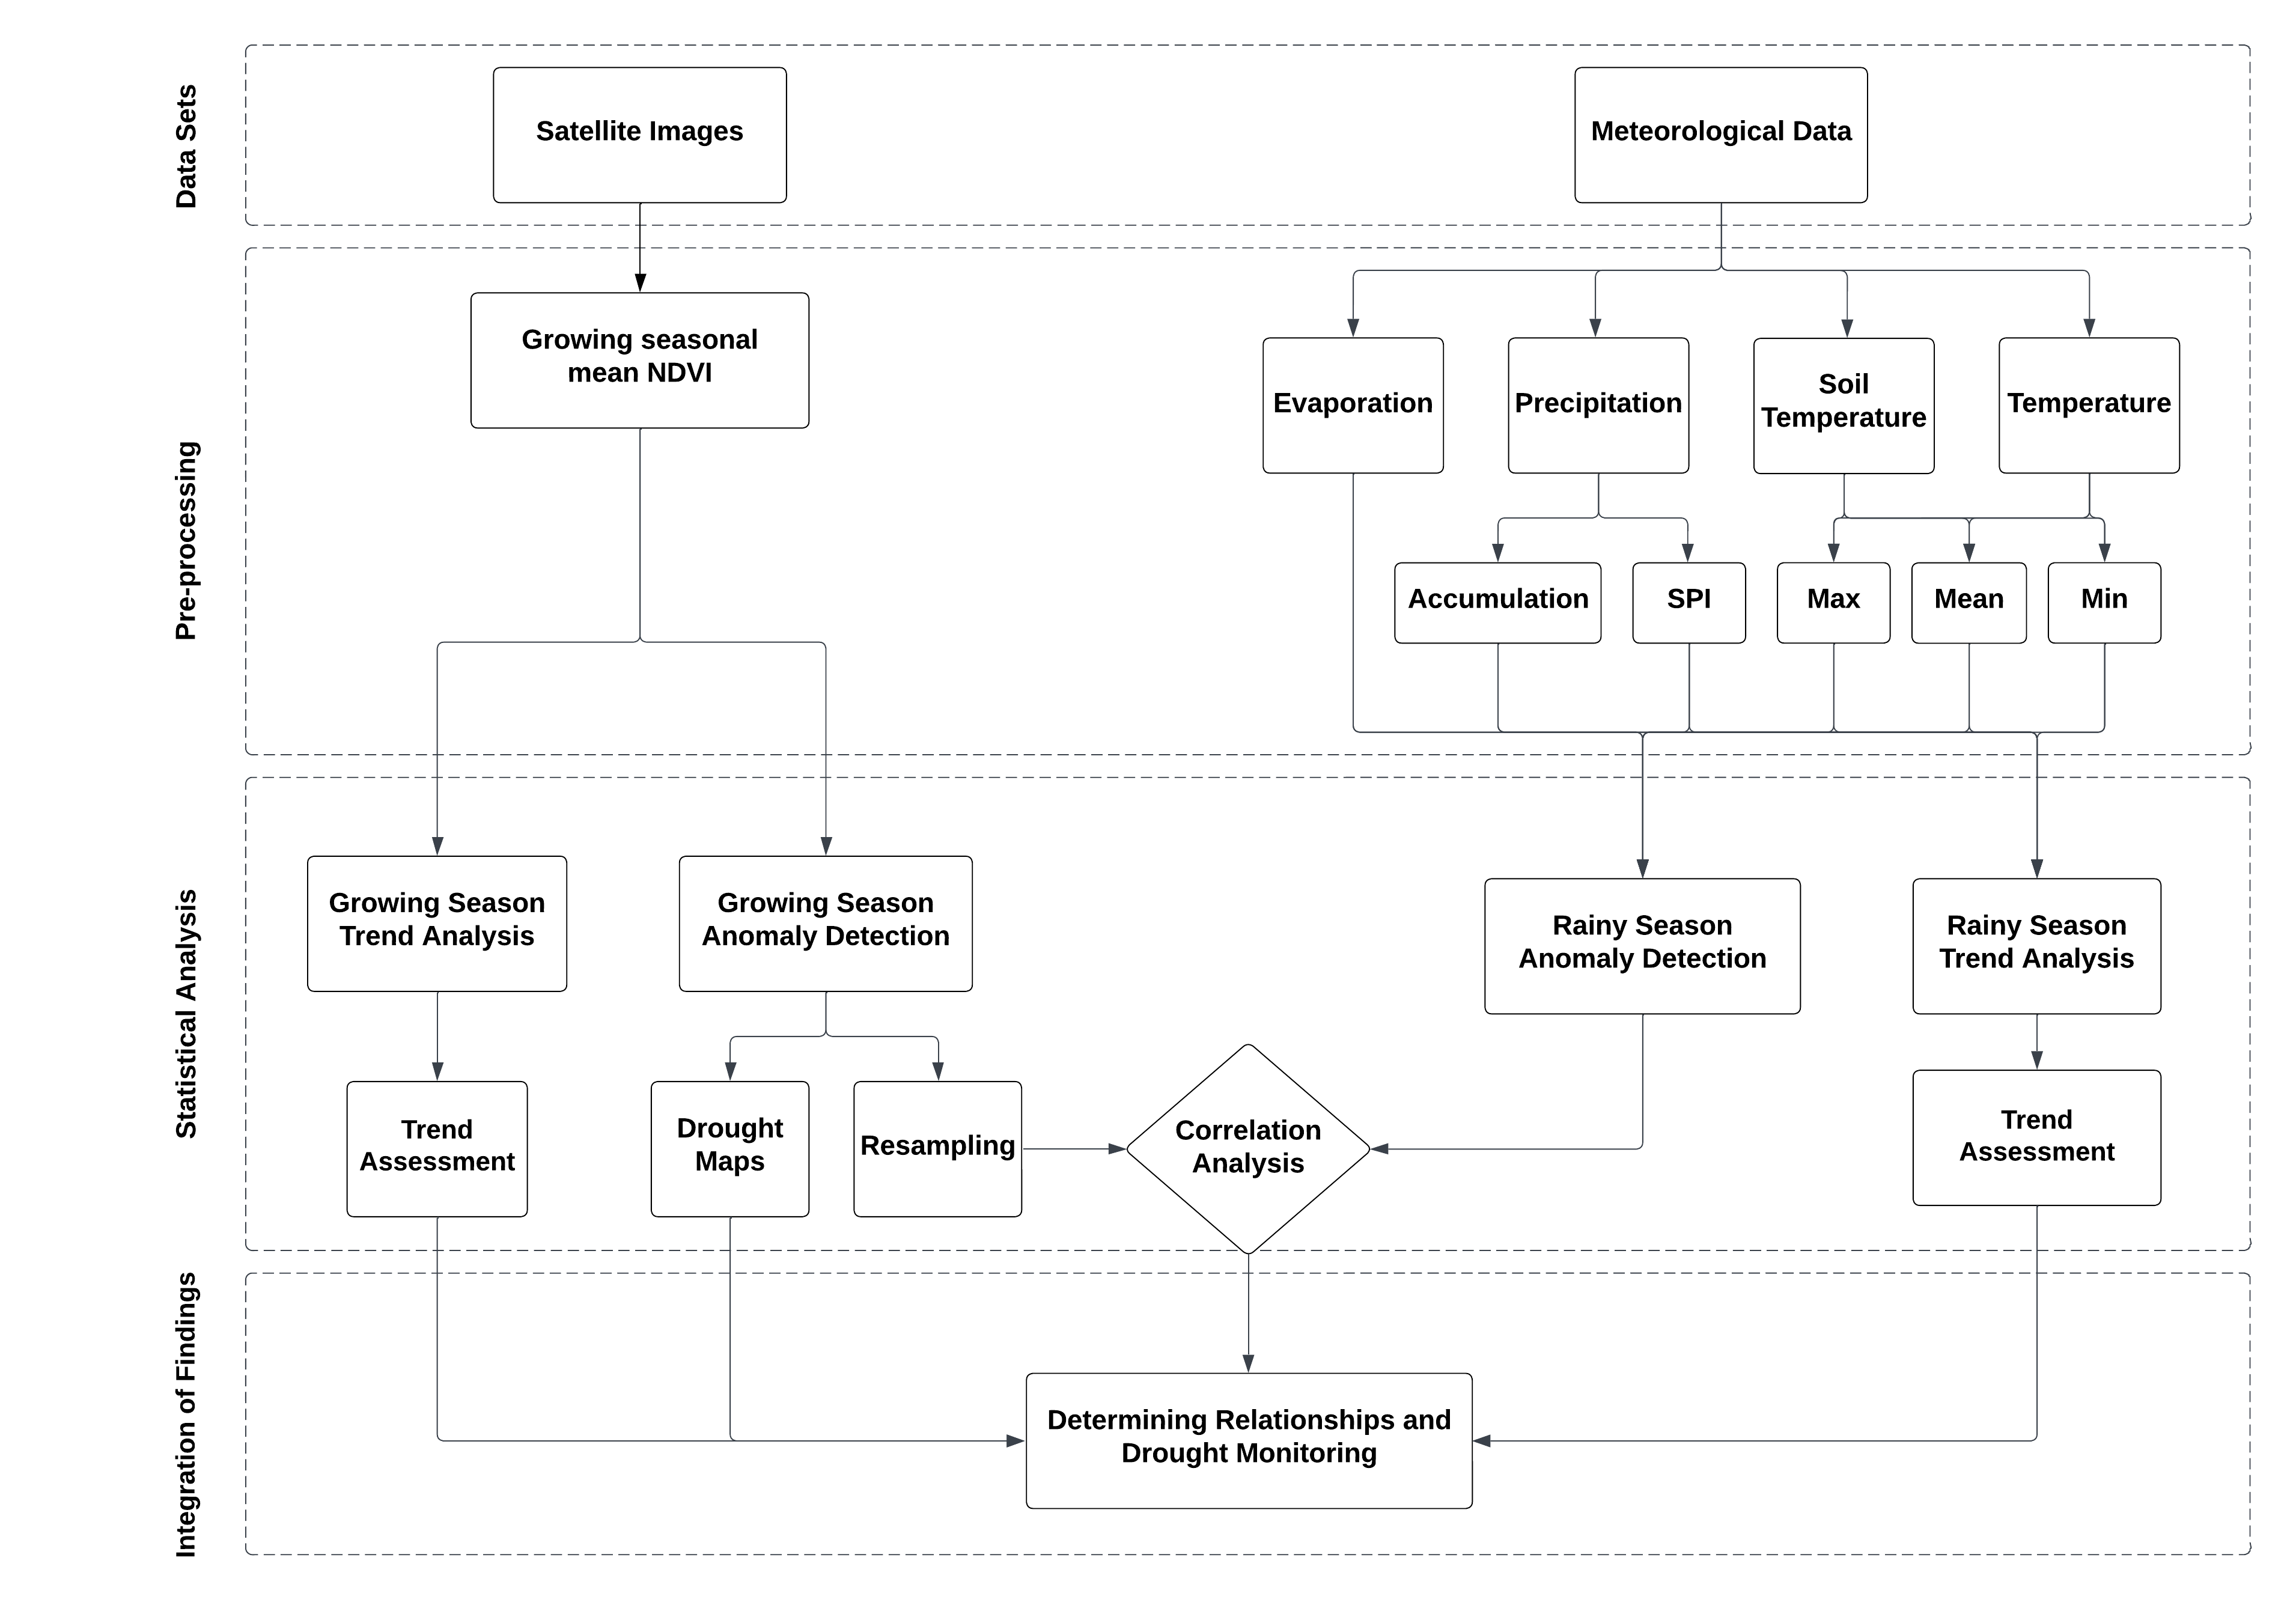 Data Sets
Satellite Images
Meteorological Data
Pre-processing
Growing seasonal
mean NDVI
Evaporation
Precipitation
Soil
Temperature
Temperature
Accumulation
SPI
Max
Mean
Min
Statistical Analysis
Growing Season
Trend Analysis
Growing Season
Anomaly Detection
Rainy Season
Anomaly Detection
Rainy Season
Trend Analysis
Trend
Assessment
Drought
Maps
Resampling
Correlation
Analysis
Trend
Assessment
Integration of Findings
Determining Relationships and
Drought Monitoring